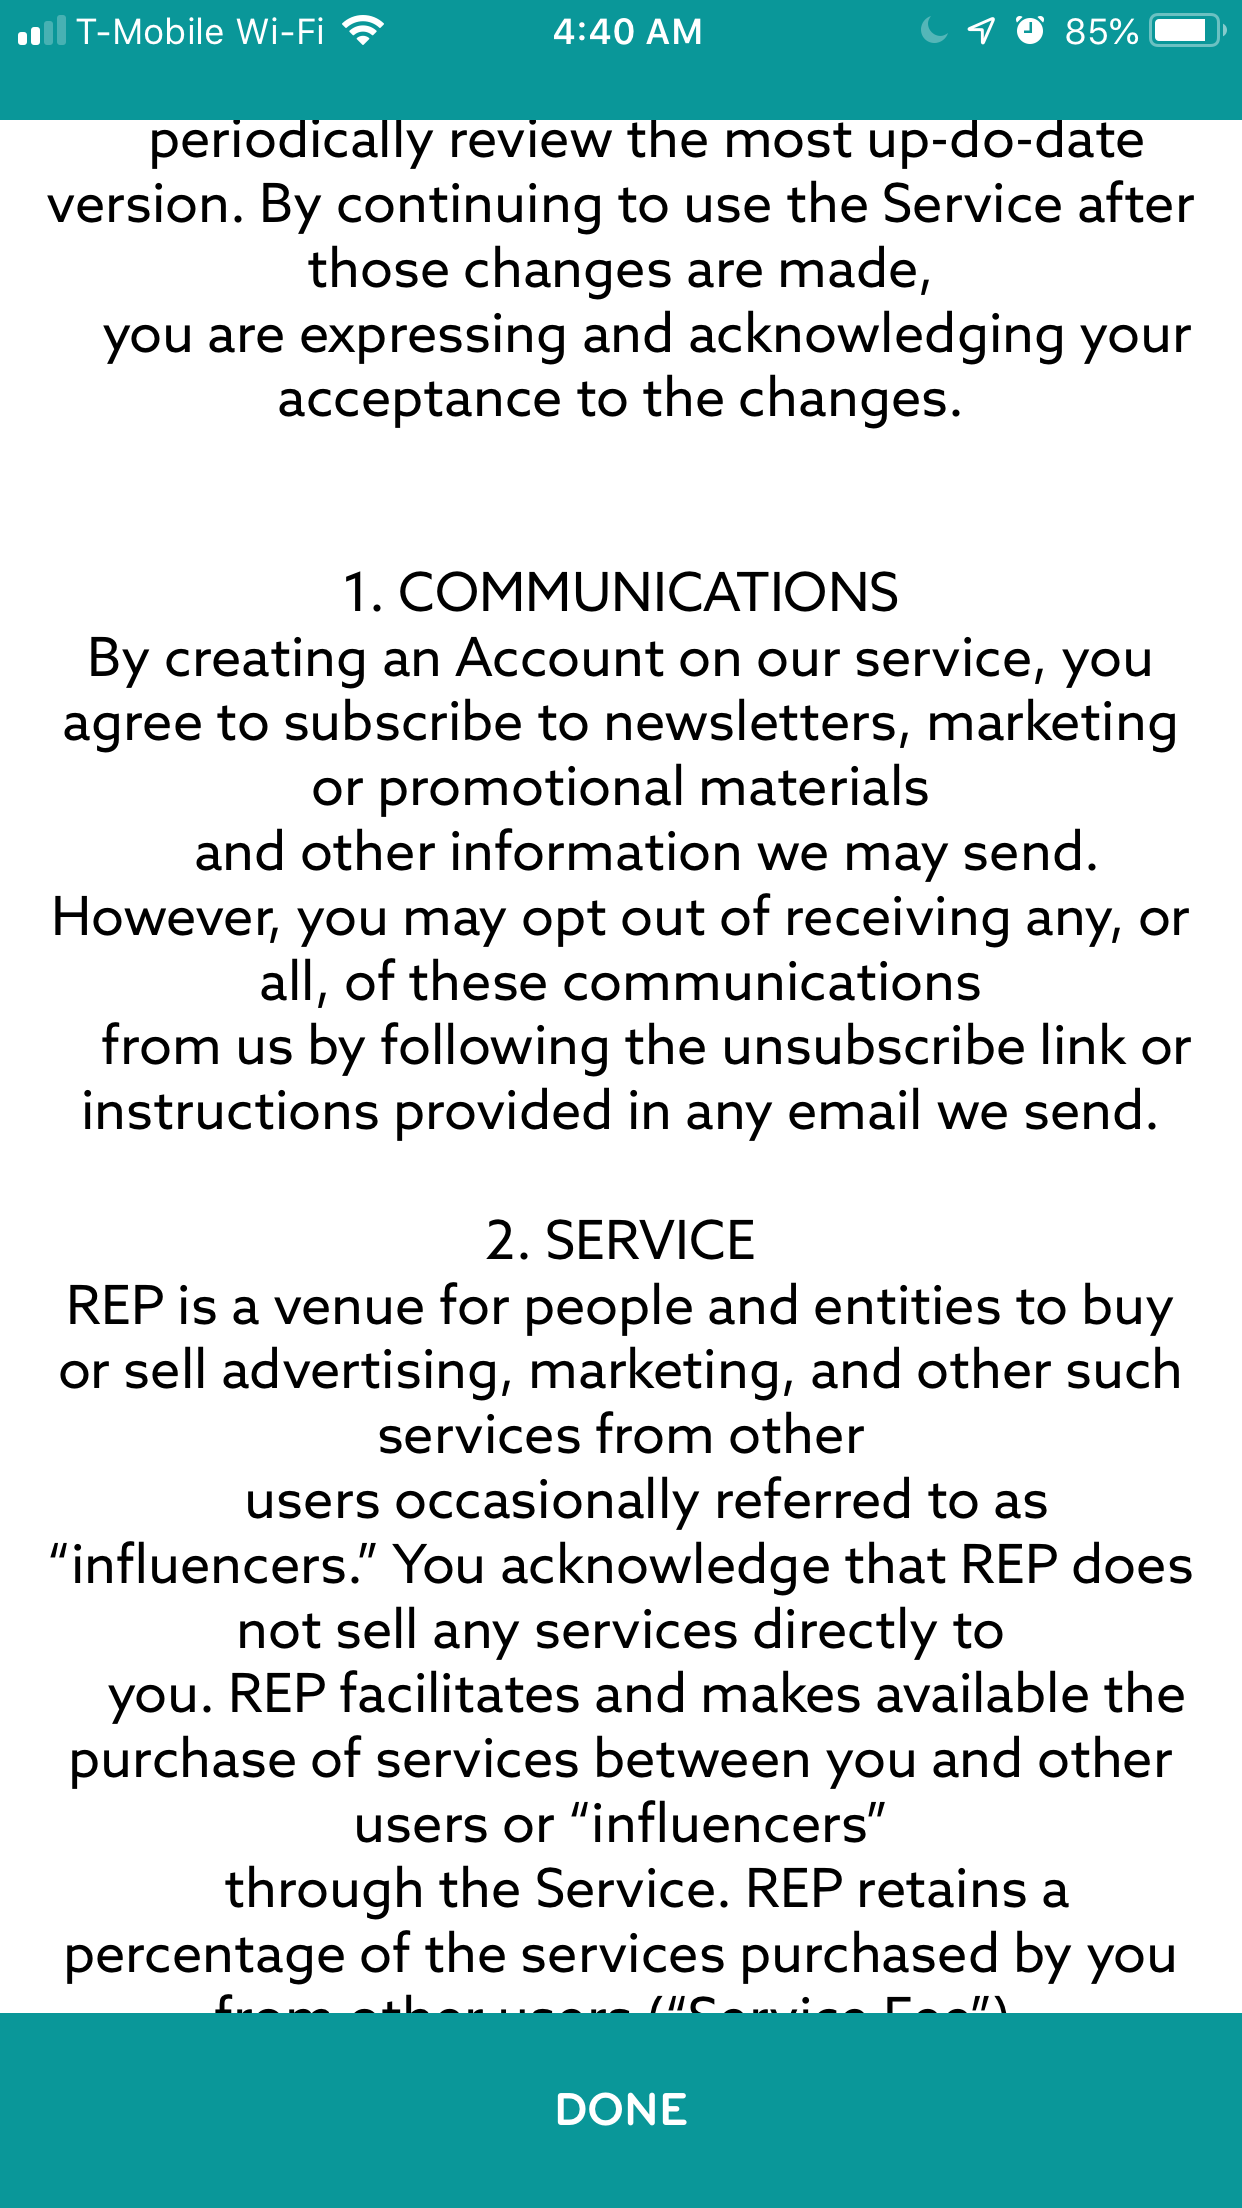 T-Mobile Wi-Fi 4:40 AM 85%
periodically review the most up-do-date
version. By continuing to use the Service after
those changes are made,
you are expressing and acknowledging your
acceptance to the changes.
1. COMMUNICATIONS
By creating an Account on our service, you
agree to subscribe to newsletters, marketing
or promotional materials
and other information we may send.
However, you may opt out of receiving any, or
all, of these communications
from us by following the unsubscribe link or
instructions provided in any email we send.
2. SERVICE
REP is a venue for people and entities to buy
or sell advertising, marketing, and other such
services from other
users occasionally referred to as
“influencers.” You acknowledge that REP does
not sell any services directly to
you. REP facilitates and makes available the
purchase of services between you and other
users or “influencers”
through the Service. REP retains a
percentage of the services purchased by you
from other users (“Service Fee”)
DONE